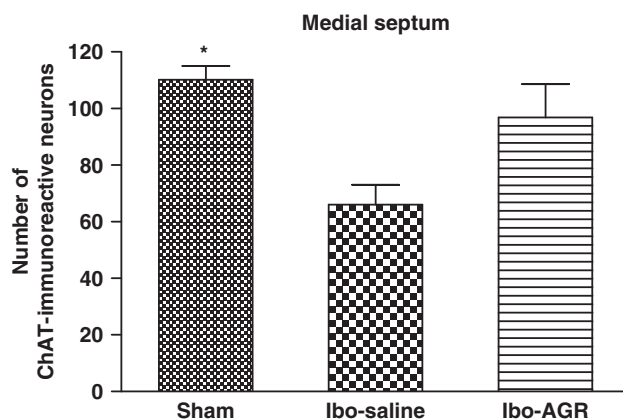 Medial septum
Number of
ChAT-immunoreactive neurons
120
100
80
60
40
20
0
*
Sham
Ibo-saline
Ibo-AGR